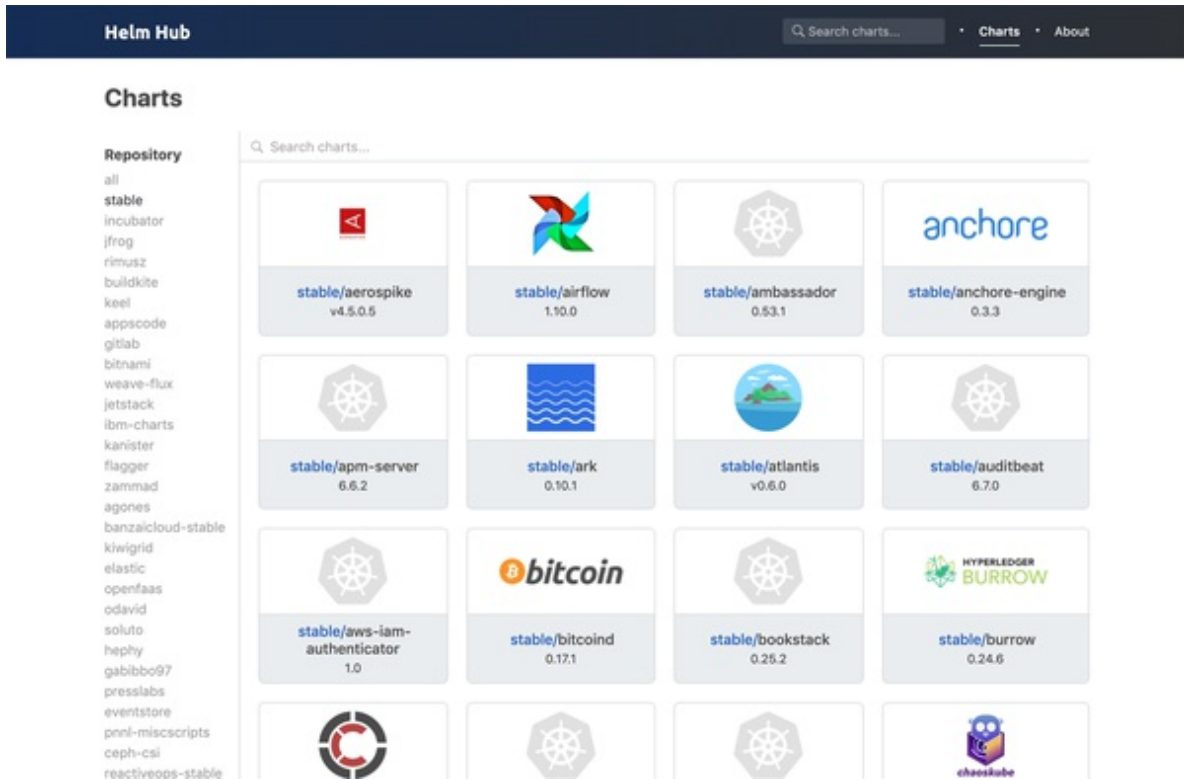 Helm Hub
Search charts...
Charts
About
Charts
Repository
all
stable
incubator
jfrog
rimusz
buildkite
keel
appscode
gitlab
bitnami
weave-flux
jetstack
ibm-charts
kanister
flagger
zammad
agones
banzaicloud-stable
kiwigrid
elastic
openfaas
odavid
soluto
hephy
gabibbo97
presslabs
eventstore
pnnl-miscscripts
ceph-csi
reactiveops-stable
Search charts...
stable/aerospike
v4.5.0.5
stable/airflow
1.10.0
stable/ambassador
0.53.1
anchore
stable/anchore-engine
0.3.3
stable/apm-server
6.6.2
stable/ark
0.10.1
stable/atlantis
v0.6.0
stable/auditbeat
6.7.0
stable/aws-iam-
authenticator
1.0
bitcoin
stable/bitcoind
0.17.1
stable/bookstack
0.25.2
HYPERLEDGER
BURROW
stable/burrow
0.24.6
chaoskube